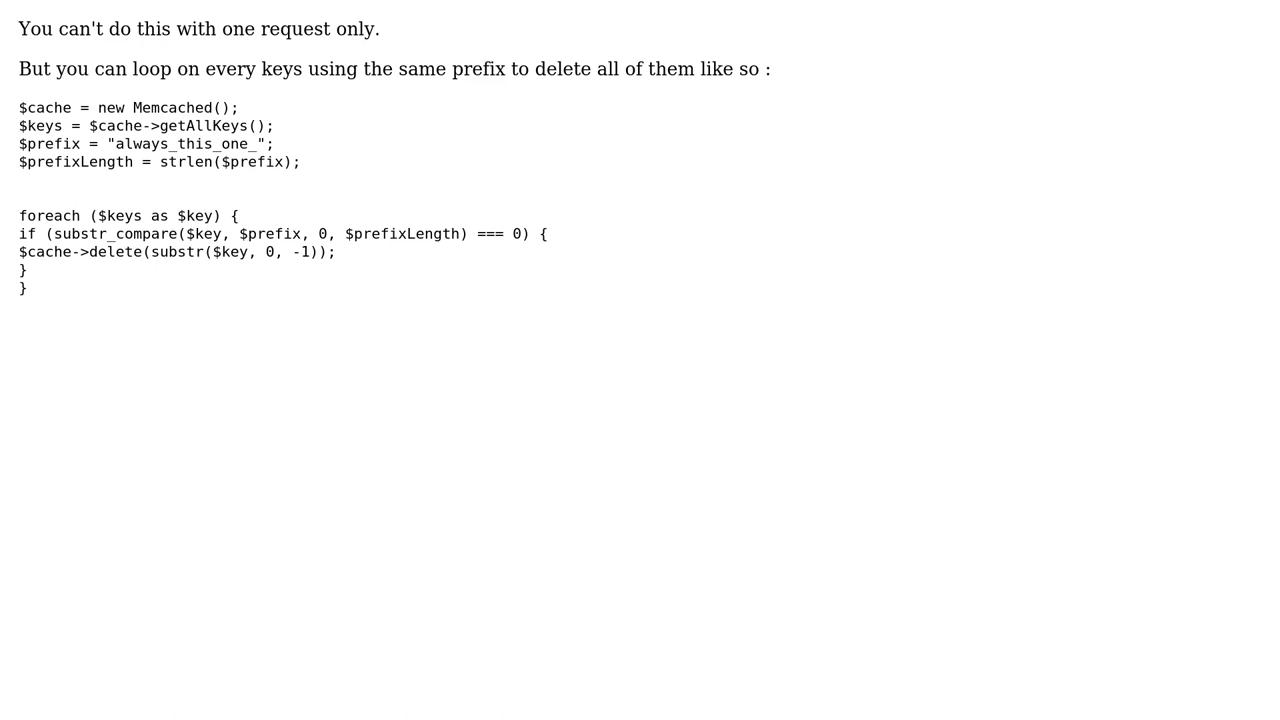 You can't do this with one request only.
But you can loop on every keys using the same prefix to delete all of them like so :
$cache = new Memcached();
$keys = $cache->getAllKeys();
$prefix = "always_this_one_";
$prefixLength = strlen($prefix);
foreach ($keys as $key) {
if (substr_compare($key, $prefix, 0, $prefixLength) === 0) {
$cache->delete(substr($key, 0, -1));
}
}